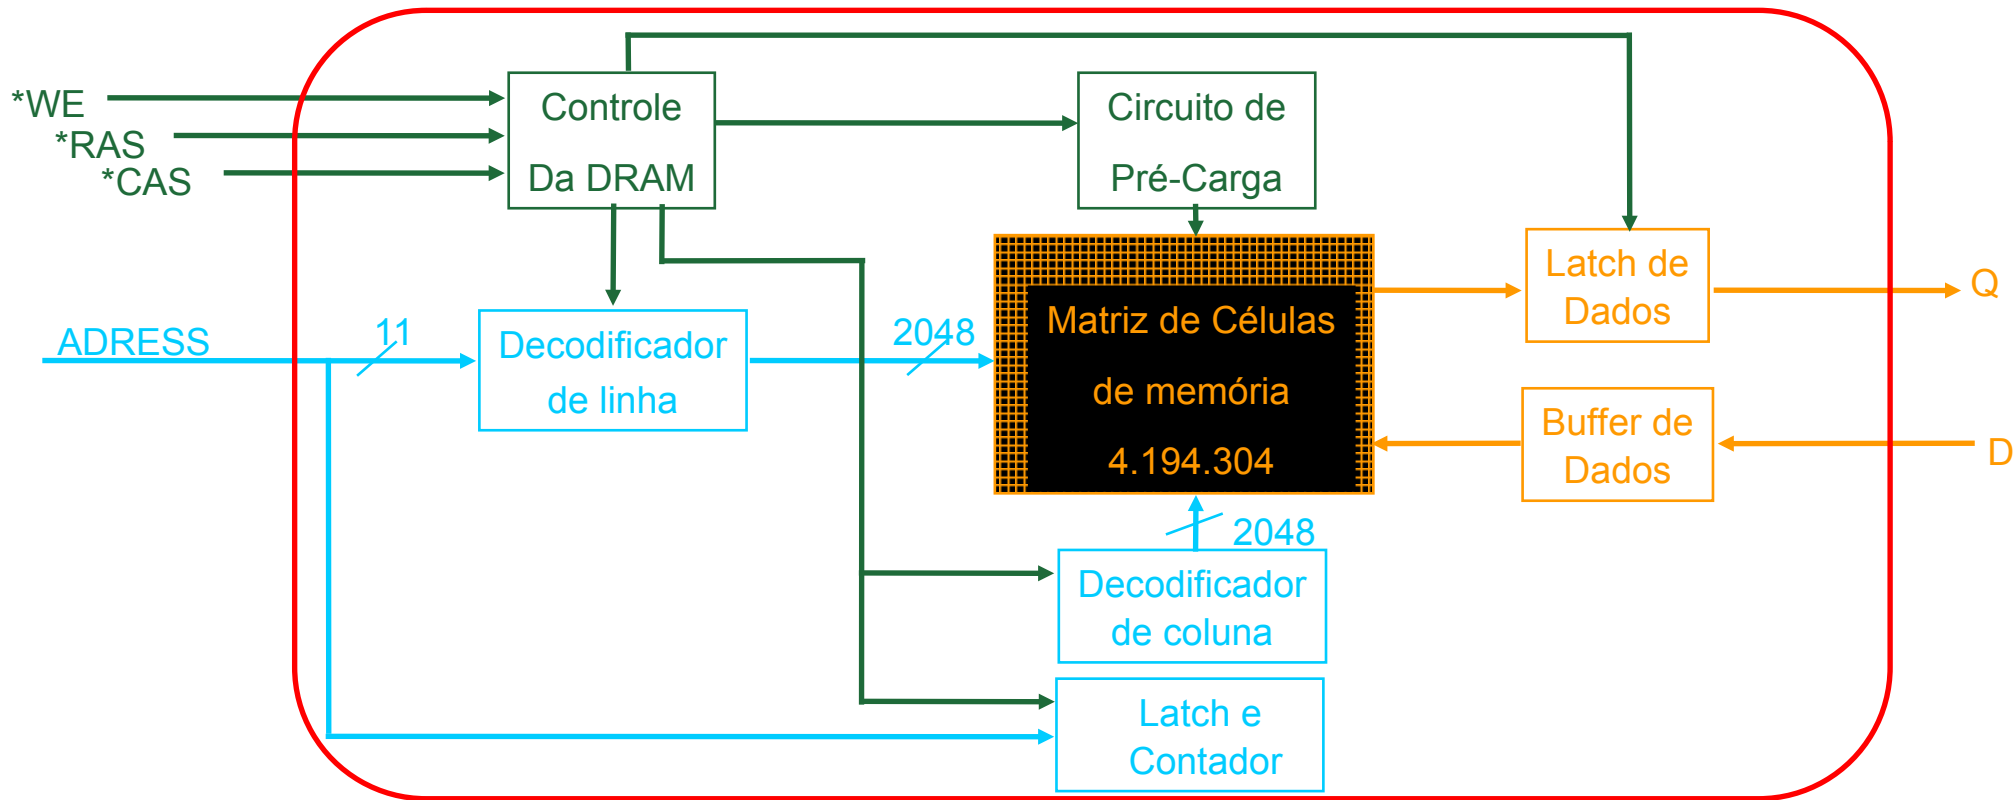 *WE
*RAS
*CAS
Controle
Da DRAM
Circuito de
Pré-Carga
ADRESS
11
Decodificador
de linha
2048
Matriz de Células
de memória
4.194.304
Latch de
Dados
Q
Buffer de
Dados
D
2048
Decodificador
de coluna
Latch e
Contador